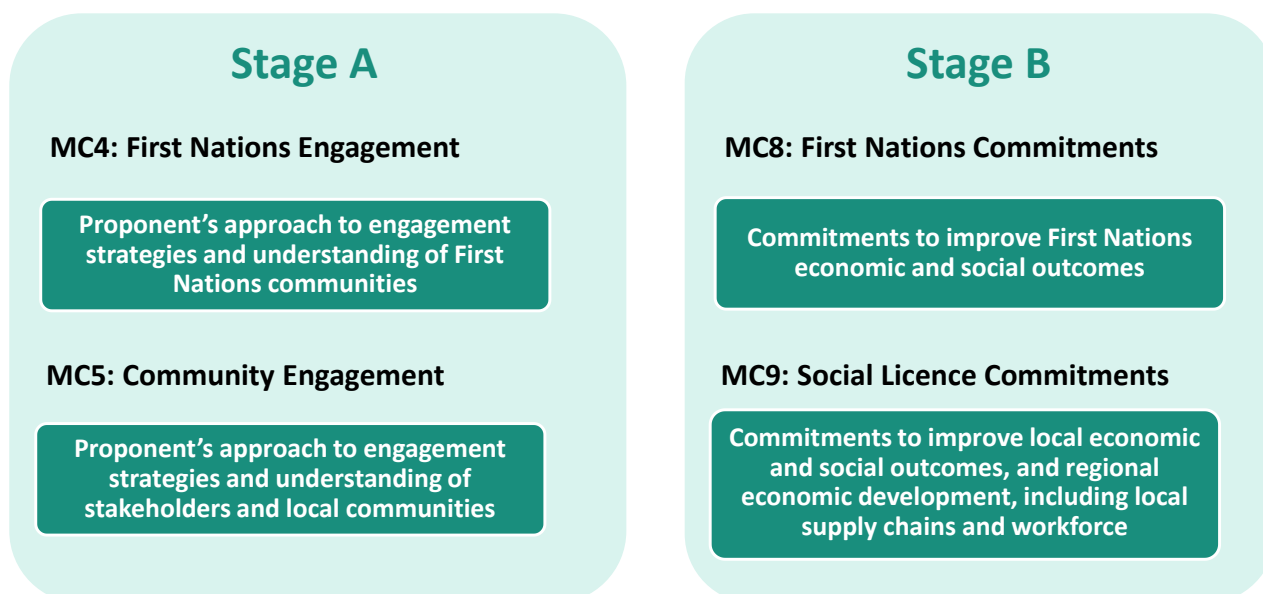 Stage A
MC4: First Nations Engagement
Proponent’s approach to engagement
strategies and understanding of First
Nations communities
MC5: Community Engagement
Proponent’s approach to engagement
strategies and understanding of
stakeholders and local communities
Stage B
MC8: First Nations Commitments
Commitments to improve First Nations
economic and social outcomes
MC9: Social Licence Commitments
Commitments to improve local economic
and social outcomes, and regional
economic development, including local
supply chains and workforce